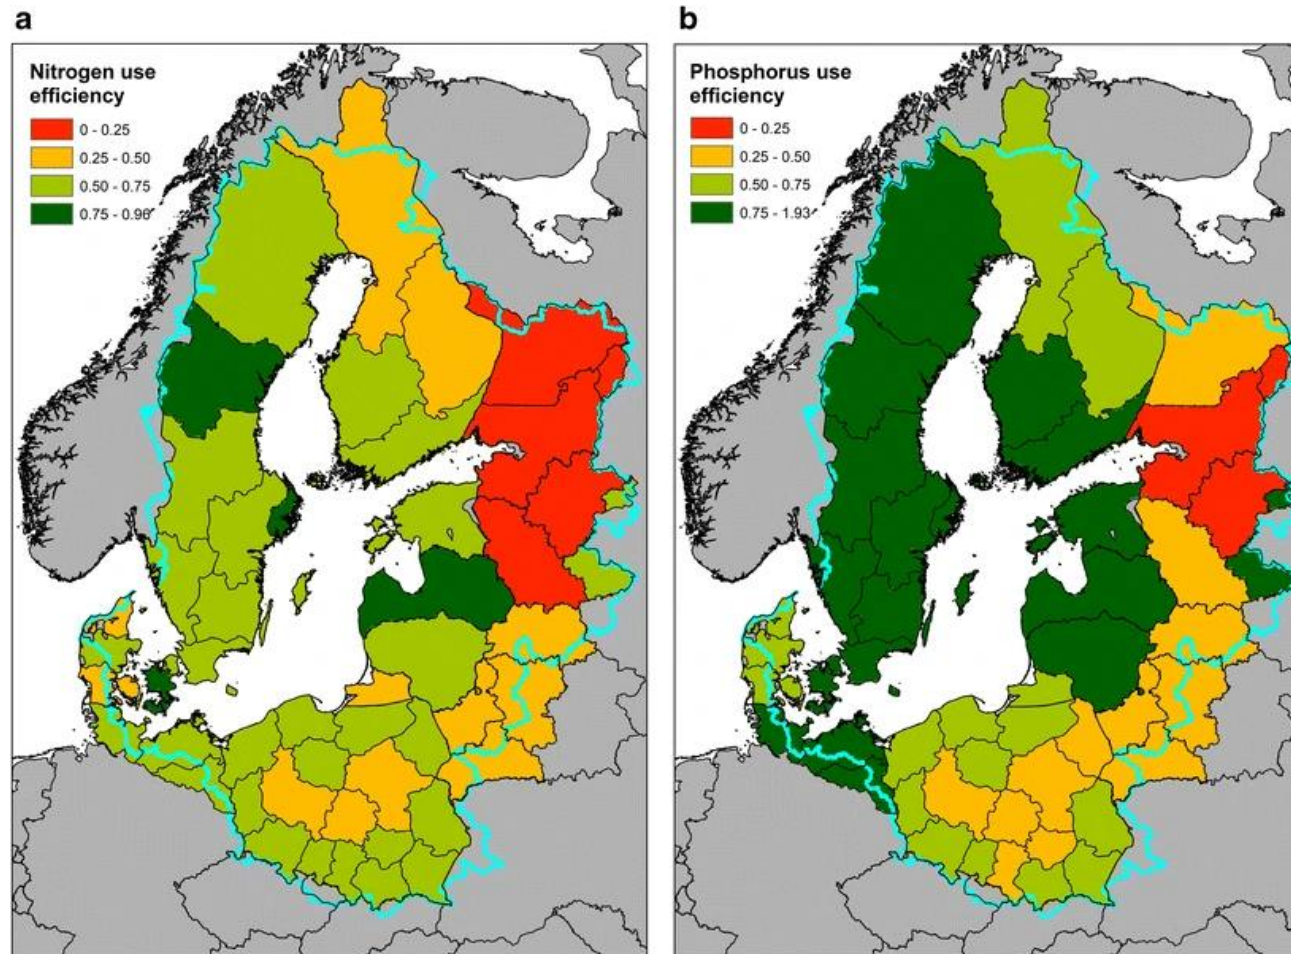 a
Nitrogen use
efficiency
0 - 0.25
0.25 - 0.50
0.50 - 0.75
0.75 - 0.96
b
Phosphorus use
efficiency
0 - 0.25
0.25 - 0.50
0.50 - 0.75
0.75 - 1.93